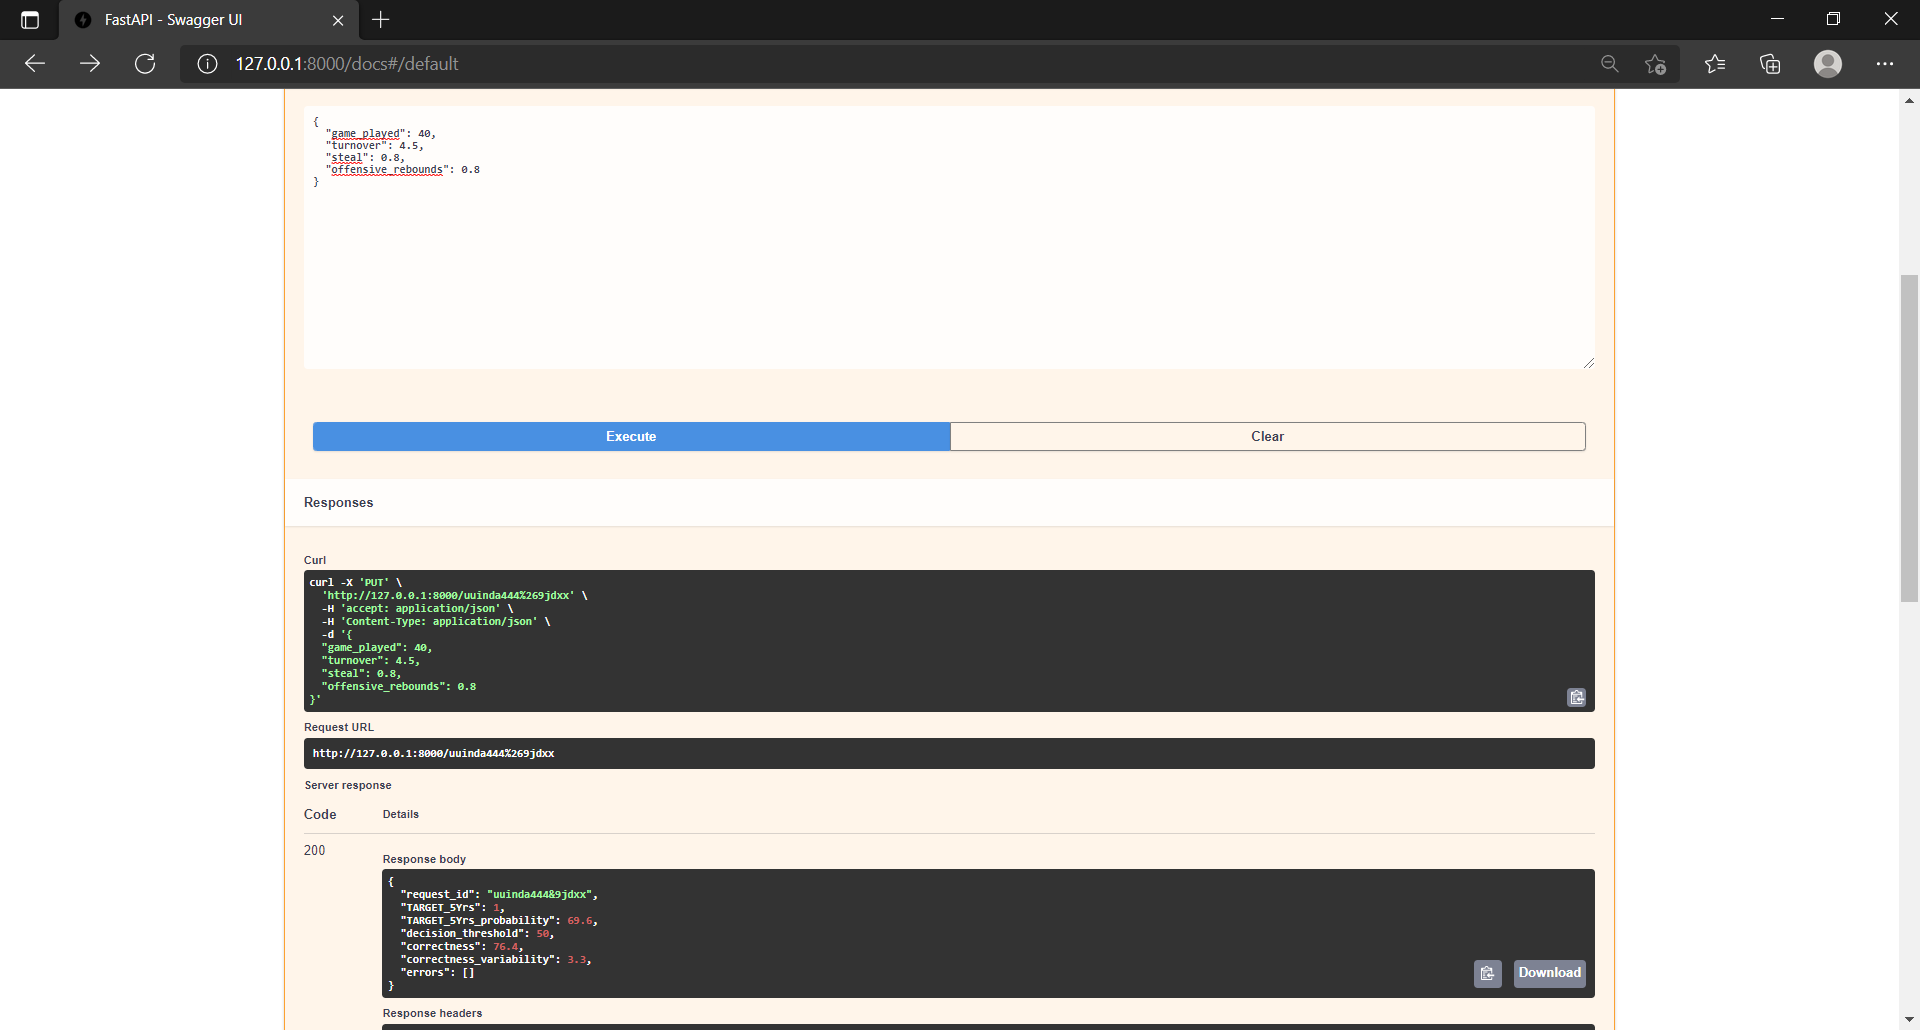 FastAPI - Swagger UI
127.0.0.1:8000/docs#/default
{
  "game_played": 40,
  "turnover": 4.5,
  "steal": 0.8,
  "offensive_rebounds": 0.8
}
Execute
Clear
Responses
Curl
curl -X 'PUT' \
  'http://127.0.0.1:8000/uuinda444%269jdxx' \
  -H 'accept: application/json' \
  -H 'Content-Type: application/json' \
  -d '{
  "game_played": 40,
  "turnover": 4.5,
  "steal": 0.8,
  "offensive_rebounds": 0.8
}'
Request URL
http://127.0.0.1:8000/uuinda444%269jdxx
Server response
Code Details
200
Response body
{
  "request_id": "uuinda444&9jdxx",
  "TARGET_5Yrs": 1,
  "TARGET_5Yrs_probability": 69.6,
  "decision_threshold": 50,
  "correctness": 76.4,
  "correctness_variability": 3.3,
  "errors": []
}
Download
Response headers